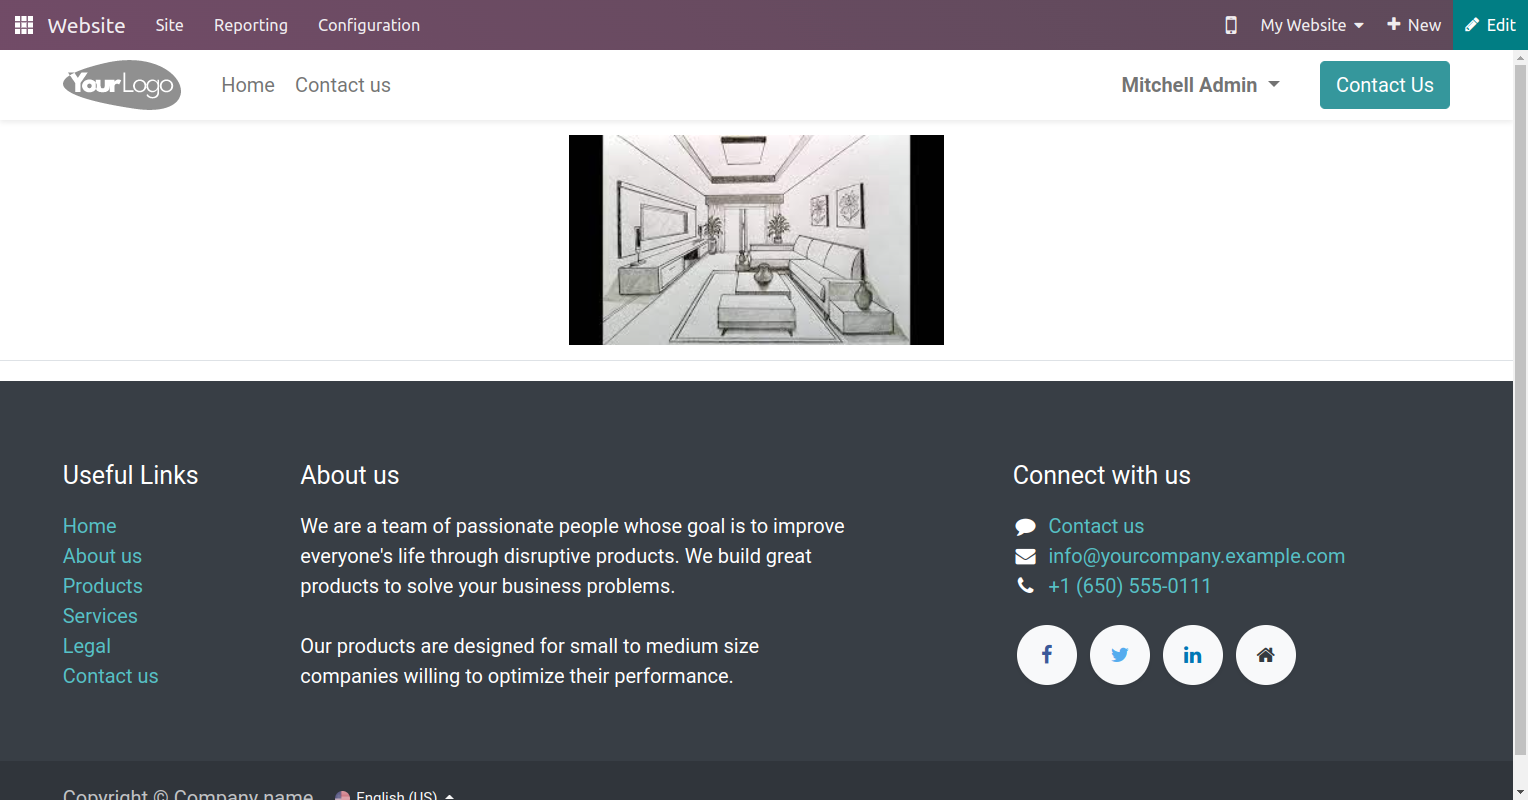 Website Site Reporting Configuration My Website New Edit
YourLogo Home Contact us Mitchell Admin Contact Us
Useful Links
Home
About us
Products
Services
Legal
Contact us
About us
We are a team of passionate people whose goal is to improve
everyone's life through disruptive products. We build great
products to solve your business problems.
Our products are designed for small to medium size
companies willing to optimize their performance.
Connect with us
Contact us
info@yourcompany.example.com
+1 (650) 555-0111
Copyright © Company name English (US)